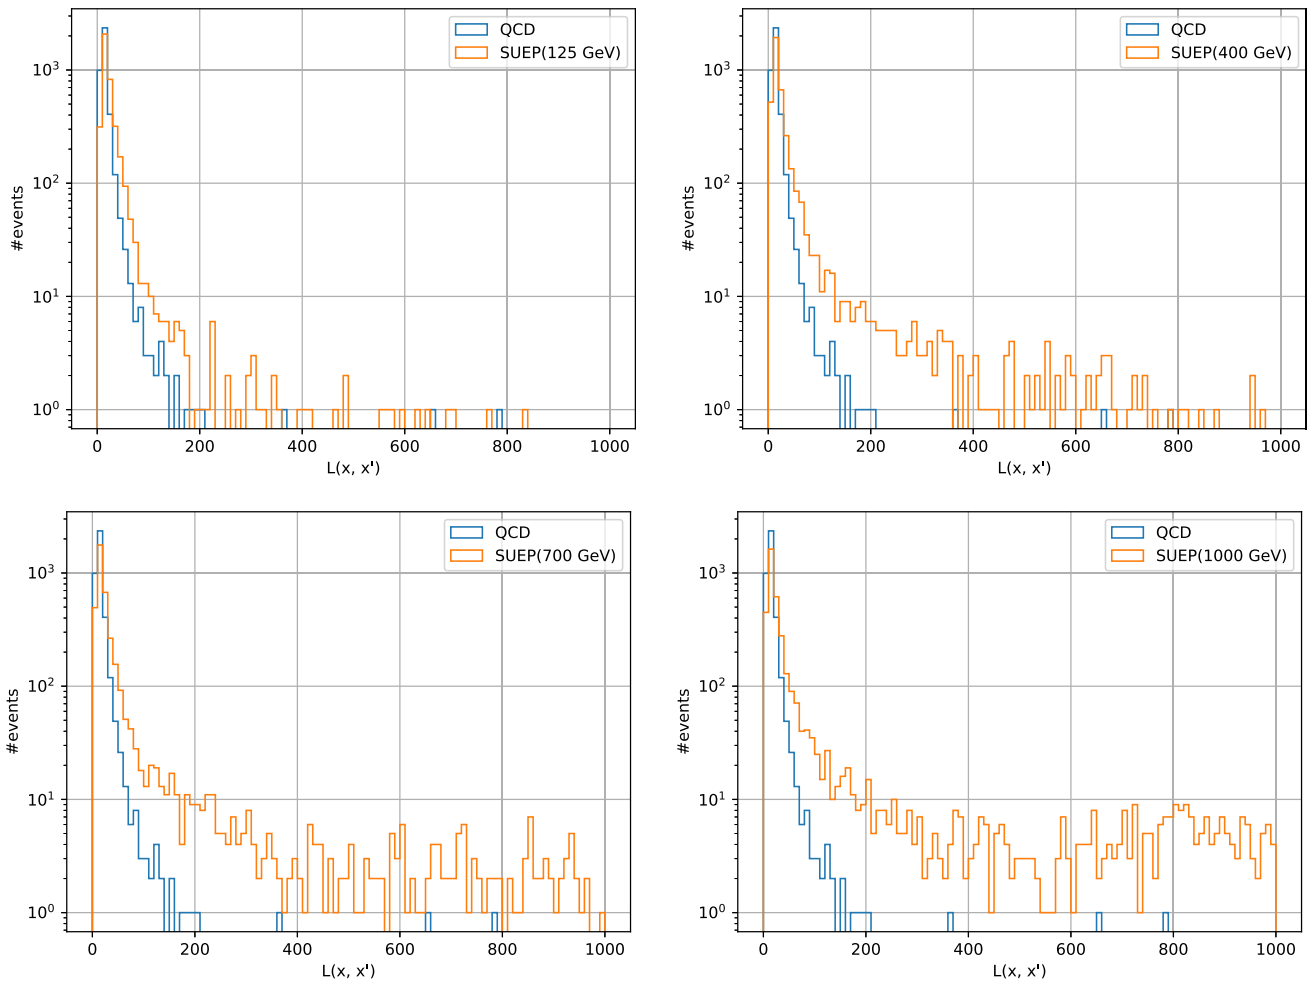 QCD
SUEP(125 GeV)
10³
10²
10¹
10⁰
#events
0 200 400 600 800 1000
L(x, x')
QCD
SUEP(400 GeV)
10³
10²
10¹
10⁰
#events
0 200 400 600 800 1000
L(x, x')
QCD
SUEP(700 GeV)
10³
10²
10¹
10⁰
#events
0 200 400 600 800 1000
L(x, x')
QCD
SUEP(1000 GeV)
10³
10²
10¹
10⁰
#events
0 200 400 600 800 1000
L(x, x')